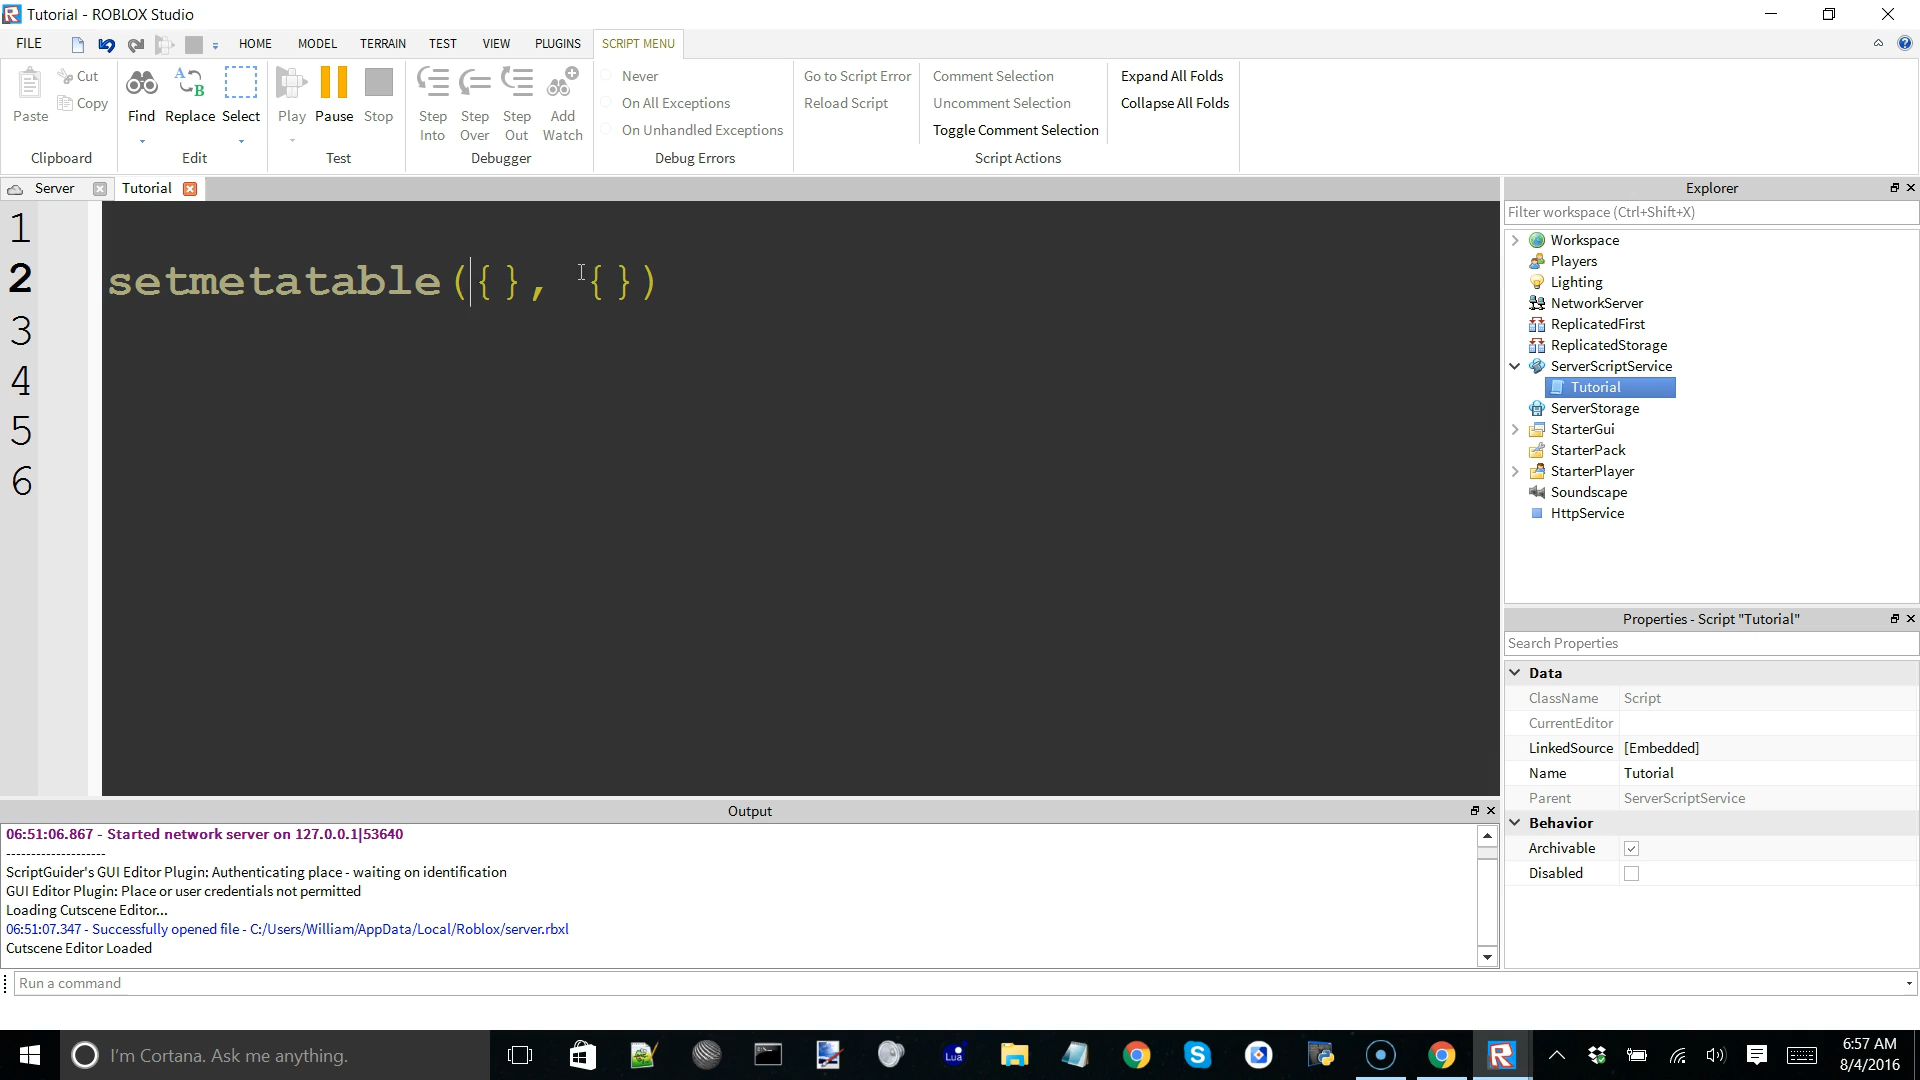 Tutorial - ROBLOX Studio
FILE
HOME
MODEL
TERRAIN
TEST
VIEW
PLUGINS
SCRIPT MENU
Paste
Cut
Copy
Clipboard
Find
Replace
Select
Edit
Play
Pause
Stop
Test
Step Into
Step Over
Step Out
Add Watch
Debugger
Never
On All Exceptions
On Unhandled Exceptions
Debug Errors
Go to Script Error
Reload Script
Comment Selection
Uncomment Selection
Toggle Comment Selection
Script Actions
Expand All Folds
Collapse All Folds
Server
Tutorial
1
2
setmetatable({}, {})
3
4
5
6
Explorer
Filter workspace (Ctrl+Shift+X)
Workspace
Players
Lighting
NetworkServer
ReplicatedFirst
ReplicatedStorage
ServerScriptService
Tutorial
ServerStorage
StarterGui
StarterPack
StarterPlayer
Soundscape
HttpService
Properties - Script "Tutorial"
Search Properties
Data
ClassName Script
CurrentEditor
LinkedSource [Embedded]
Name Tutorial
Parent ServerScriptService
Behavior
Archivable
Disabled
Output
06:51:06.867 - Started network server on 127.0.0.1|53640
--------------------
ScriptGuider's GUI Editor Plugin: Authenticating place - waiting on identification
GUI Editor Plugin: Place or user credentials not permitted
Loading Cutscene Editor...
06:51:07.347 - Successfully opened file - C:/Users/William/AppData/Local/Roblox/server.rbxl
Cutscene Editor Loaded
Run a command
I'm Cortana. Ask me anything.
Lua
6:57 AM
8/4/2016